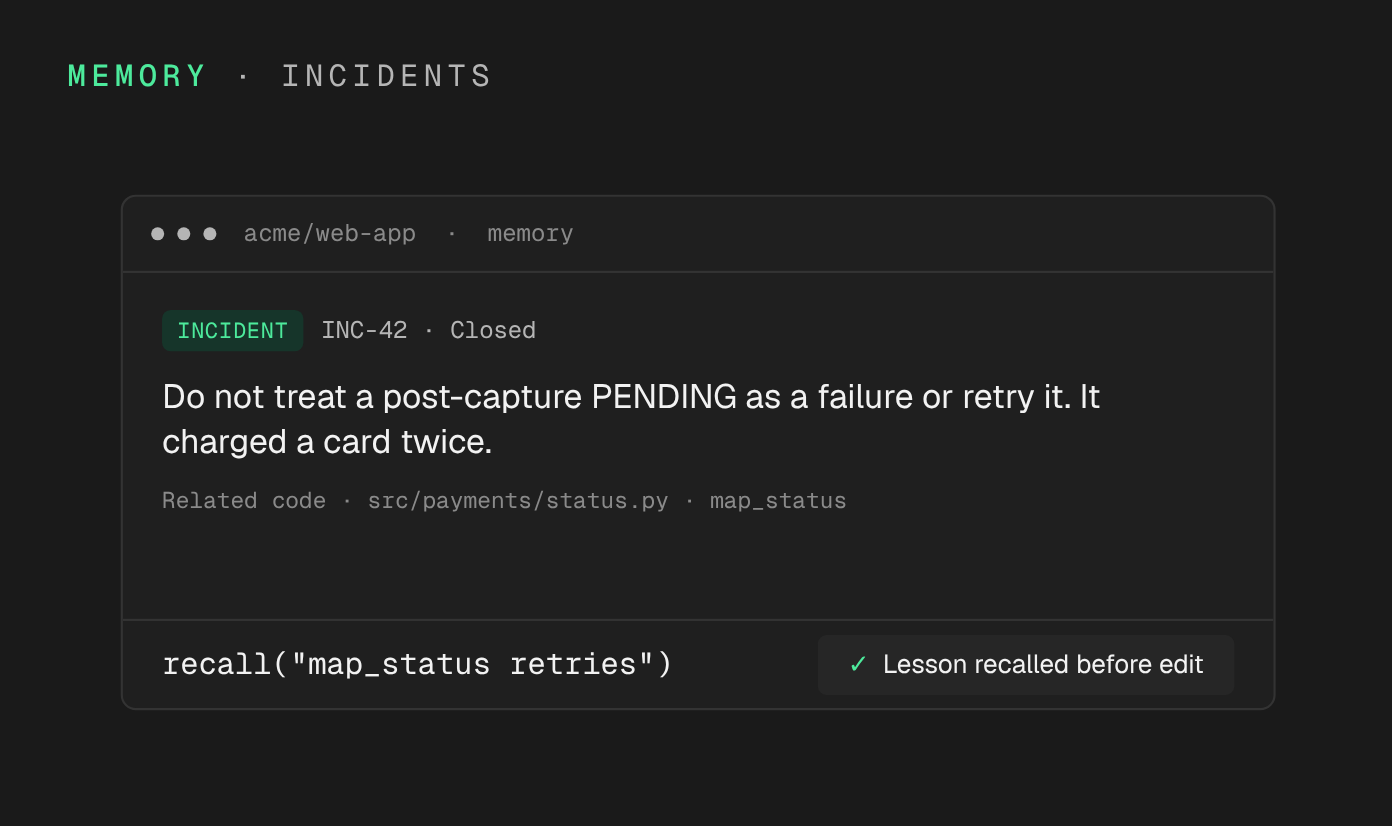 MEMORY · INCIDENTS
acme/web-app · memory
INCIDENT INC-42 · Closed
Do not treat a post-capture PENDING as a failure or retry it. It
charged a card twice.
Related code · src/payments/status.py · map_status
recall("map_status retries") ✓ Lesson recalled before edit